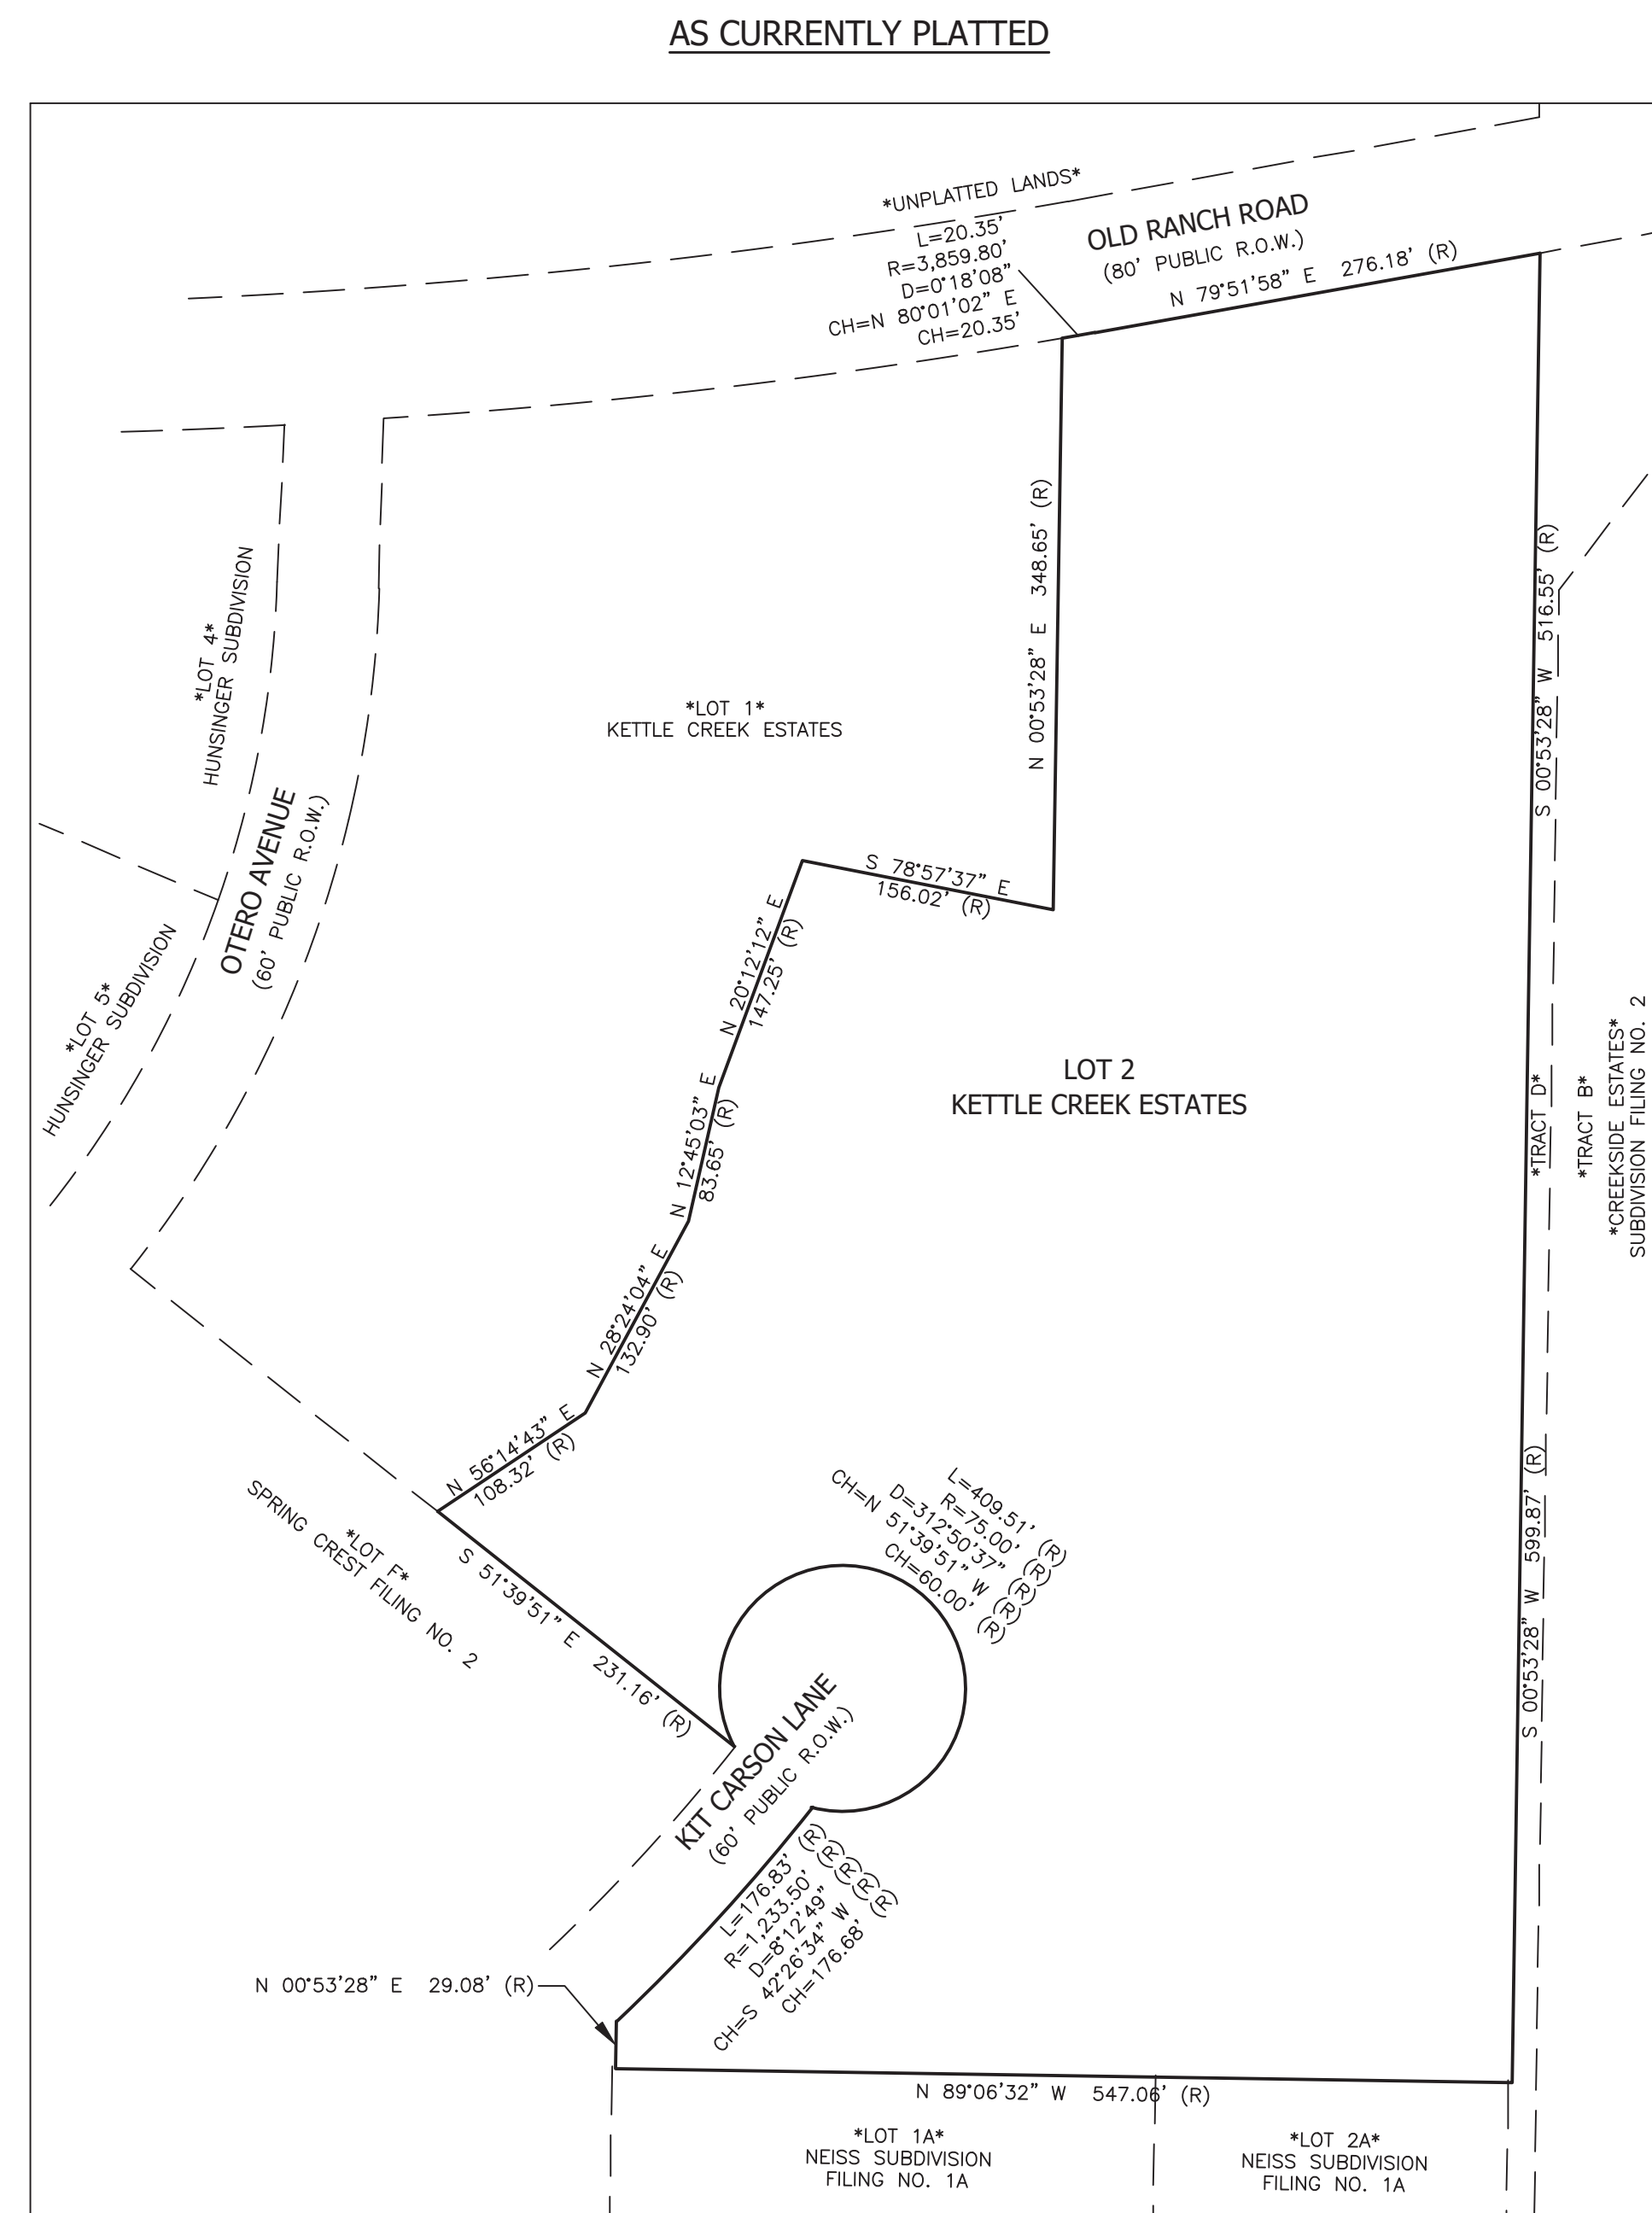 AS CURRENTLY PLATTED
*UNPLATTED LANDS*
L=20.35'
R=3,859.80'
D=0°18'08"
CH=N 80°01'02" E
CH=20.35'
OLD RANCH ROAD
(80' PUBLIC R.O.W.)
N 79°51'58" E 276.18' (R)
N 00°53'28" E 348.65' (R)
S 00°53'28" W 516.55' (R)
*LOT 4*
HUNSINGER SUBDIVISION
*LOT 1*
KETTLE CREEK ESTATES
OTERO AVENUE
(60' PUBLIC R.O.W.)
S 78°57'37" E
156.02' (R)
N 20°12'12" E
147.25' (R)
*LOT 5*
HUNSINGER SUBDIVISION
LOT 2
KETTLE CREEK ESTATES
*TRACT D*
*TRACT B*
*CREEKSIDE ESTATES*
SUBDIVISION FILING NO. 2
N 12°45'03" E
83.65' (R)
N 28°24'04" E
132.90' (R)
N 56°14'43" E
108.32' (R)
*LOT F*
SPRING CREST FILING NO. 2
S 51°39'51" E 231.16' (R)
L=409.51' (R)
R=75.00' (R)
D=312°50'37" (R)
CH=N 51°39'51" W (R)
CH=60.00' (R)
S 00°53'28" W 599.87' (R)
KIT CARSON LANE
(60' PUBLIC R.O.W.)
L=176.83' (R)
R=1,233.50' (R)
D=8°12'49" (R)
CH=S 42°26'34" W (R)
CH=176.68' (R)
N 00°53'28" E 29.08' (R)
N 89°06'32" W 547.06' (R)
*LOT 1A*
NEISS SUBDIVISION
FILING NO. 1A
*LOT 2A*
NEISS SUBDIVISION
FILING NO. 1A